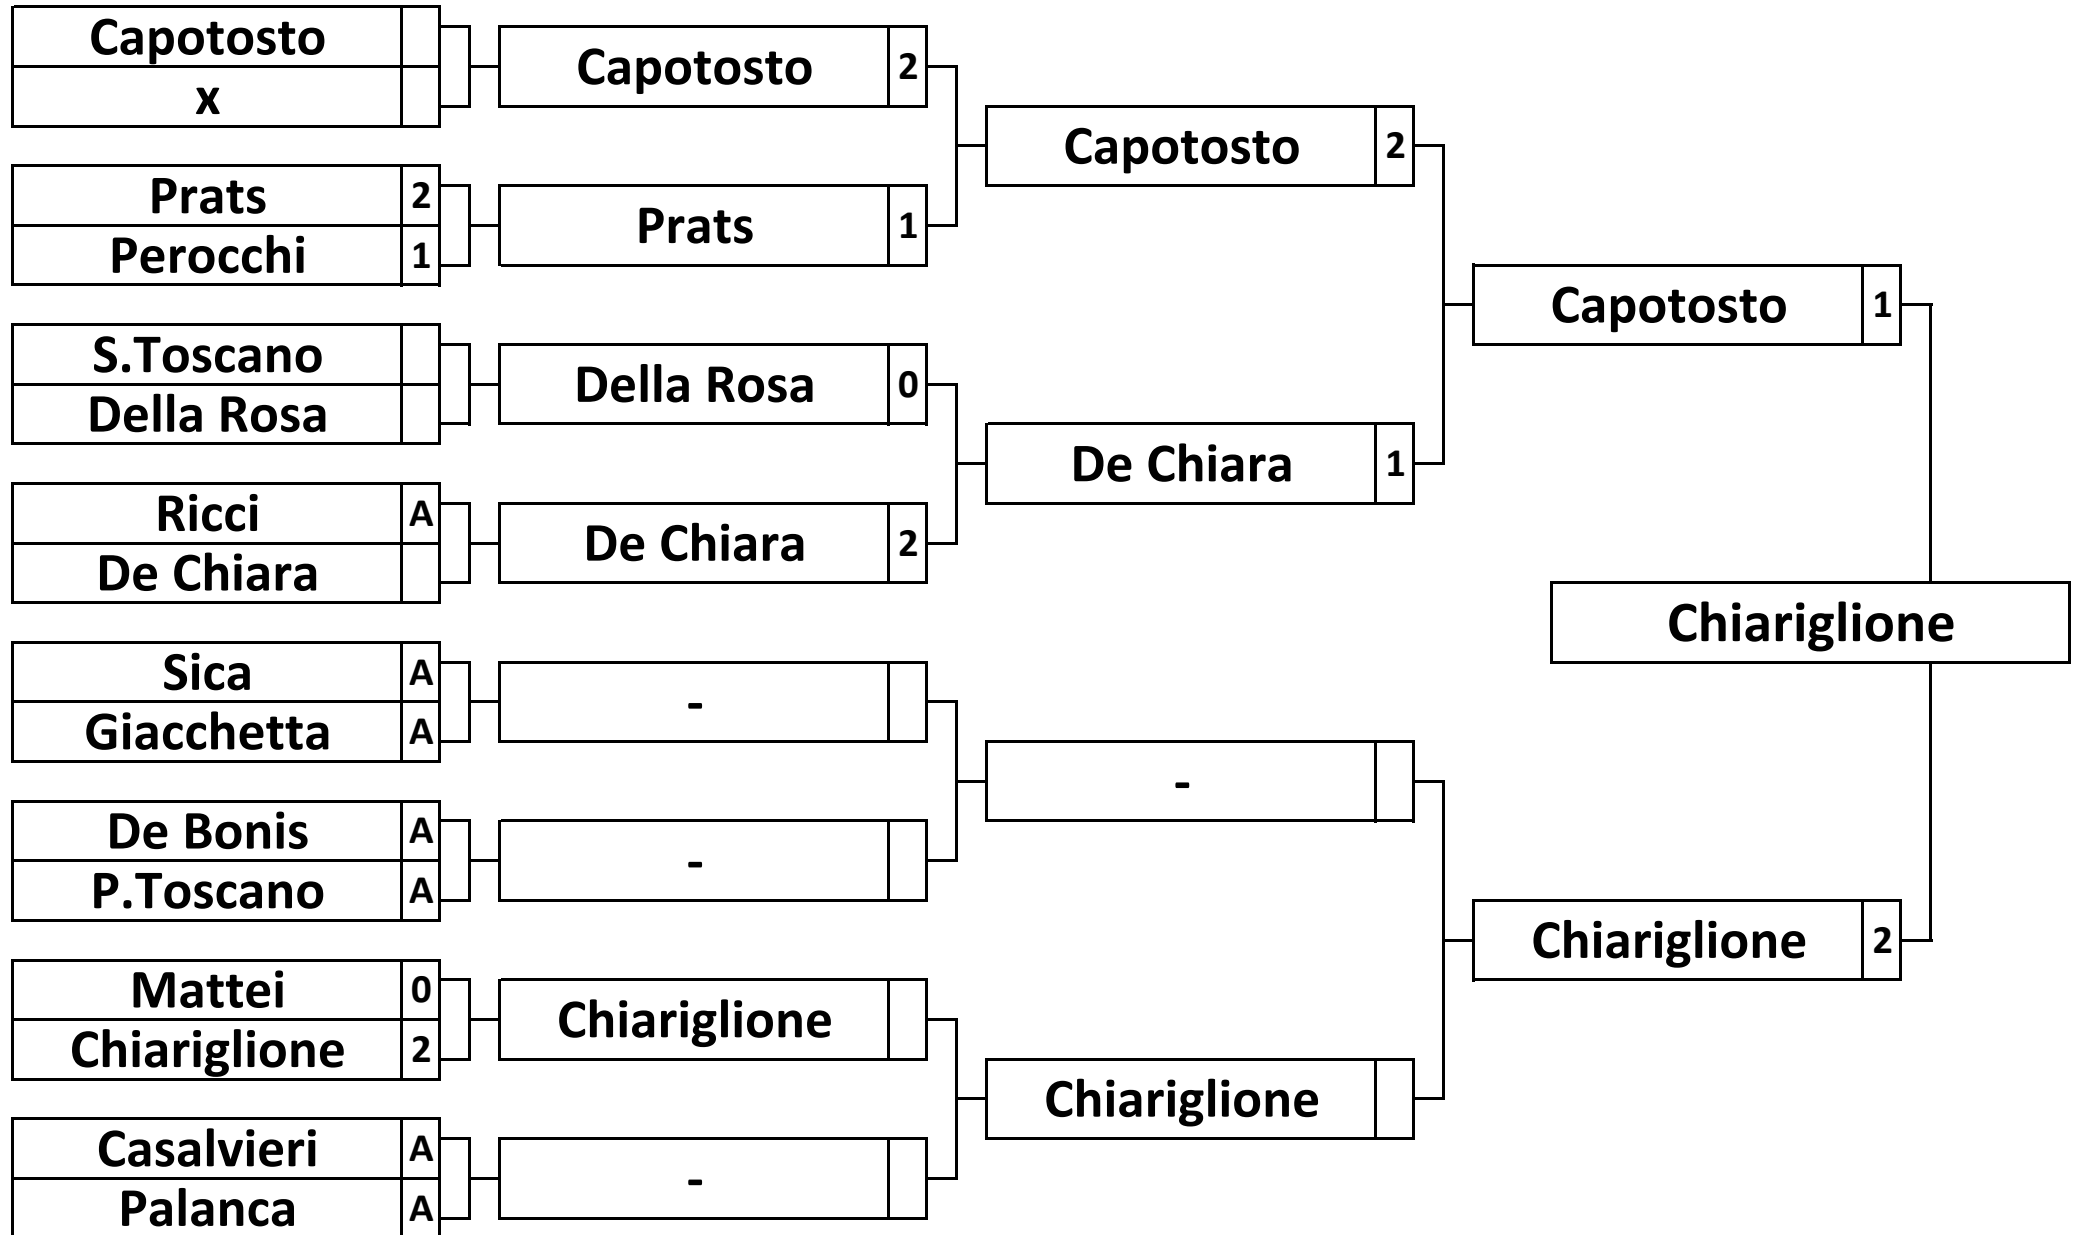 Capotosto
x
Prats 2
Perocchi 1
S.Toscano
Della Rosa
Ricci A
De Chiara
Sica A
Giacchetta A
De Bonis A
P.Toscano A
Mattei 0
Chiariglione 2
Casalvieri A
Palanca A
Capotosto 2
Prats 1
Della Rosa 0
De Chiara 2
-
-
Chiariglione
-
Capotosto 2
De Chiara 1
-
Chiariglione
Capotosto 1
Chiariglione 2
Chiariglione